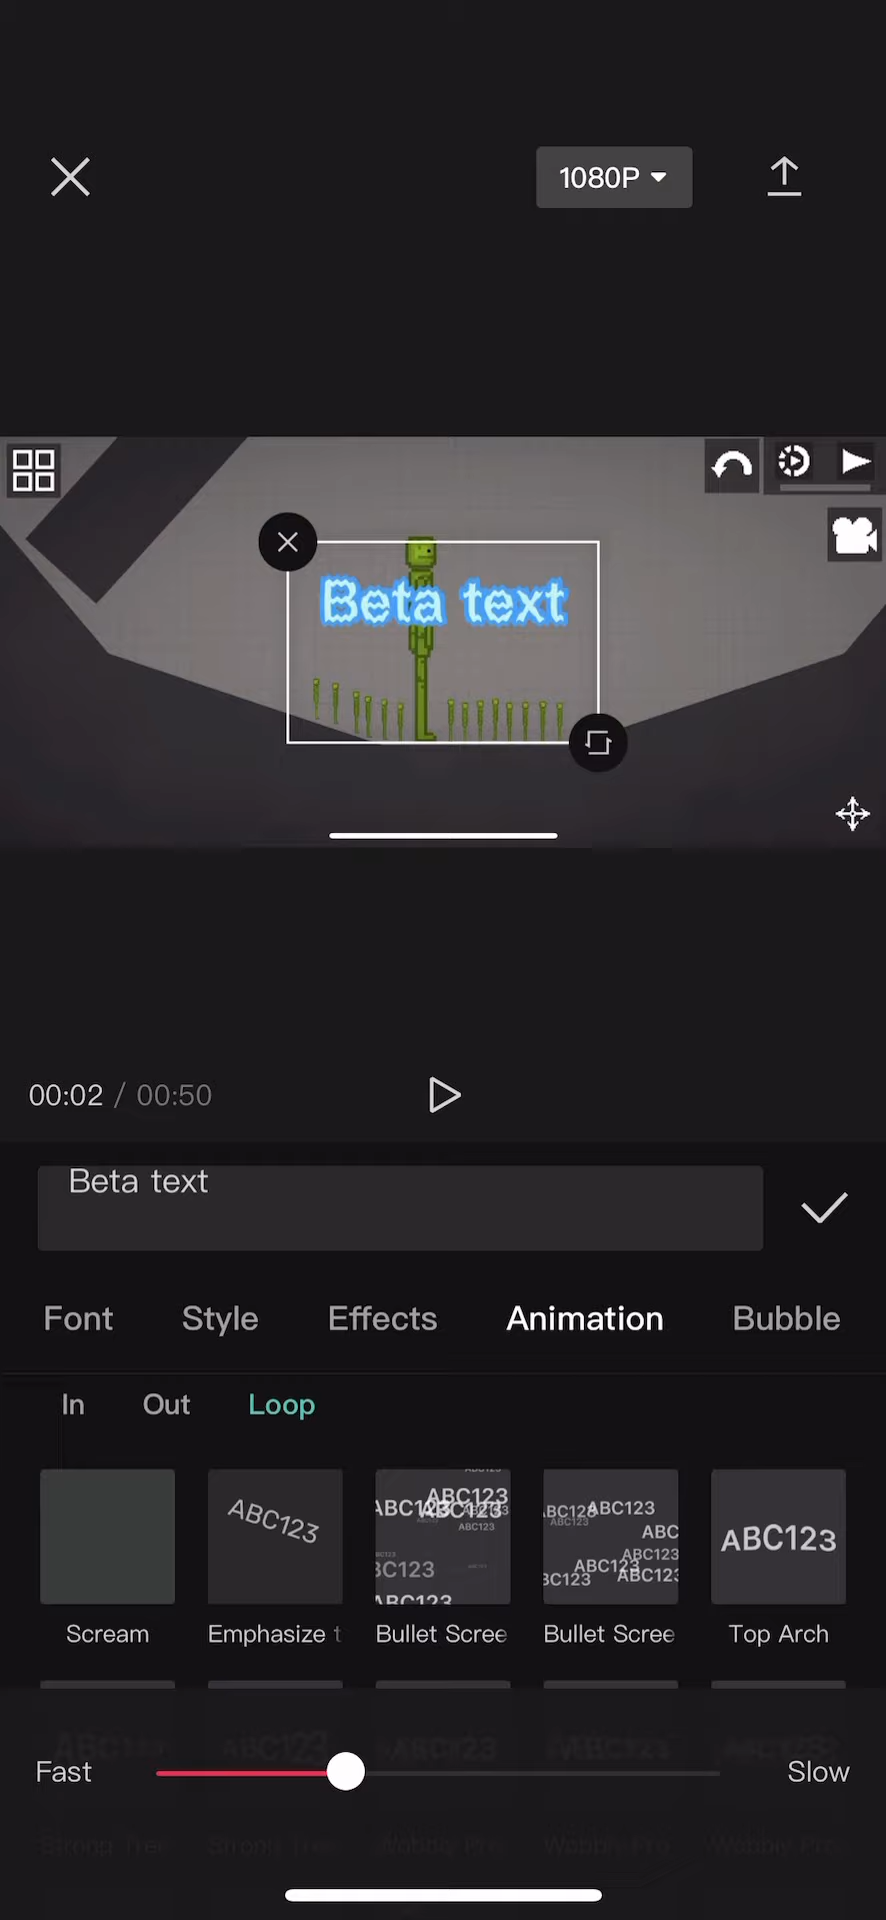 1080P
Beta text
00:02 / 00:50
Beta text
Font Style Effects Animation Bubble
In Out Loop
ABC123 ABC123 ABC123 ABC123 ABC123
Scream Emphasize t Bullet Scree Bullet Scree Top Arch
Fast Slow